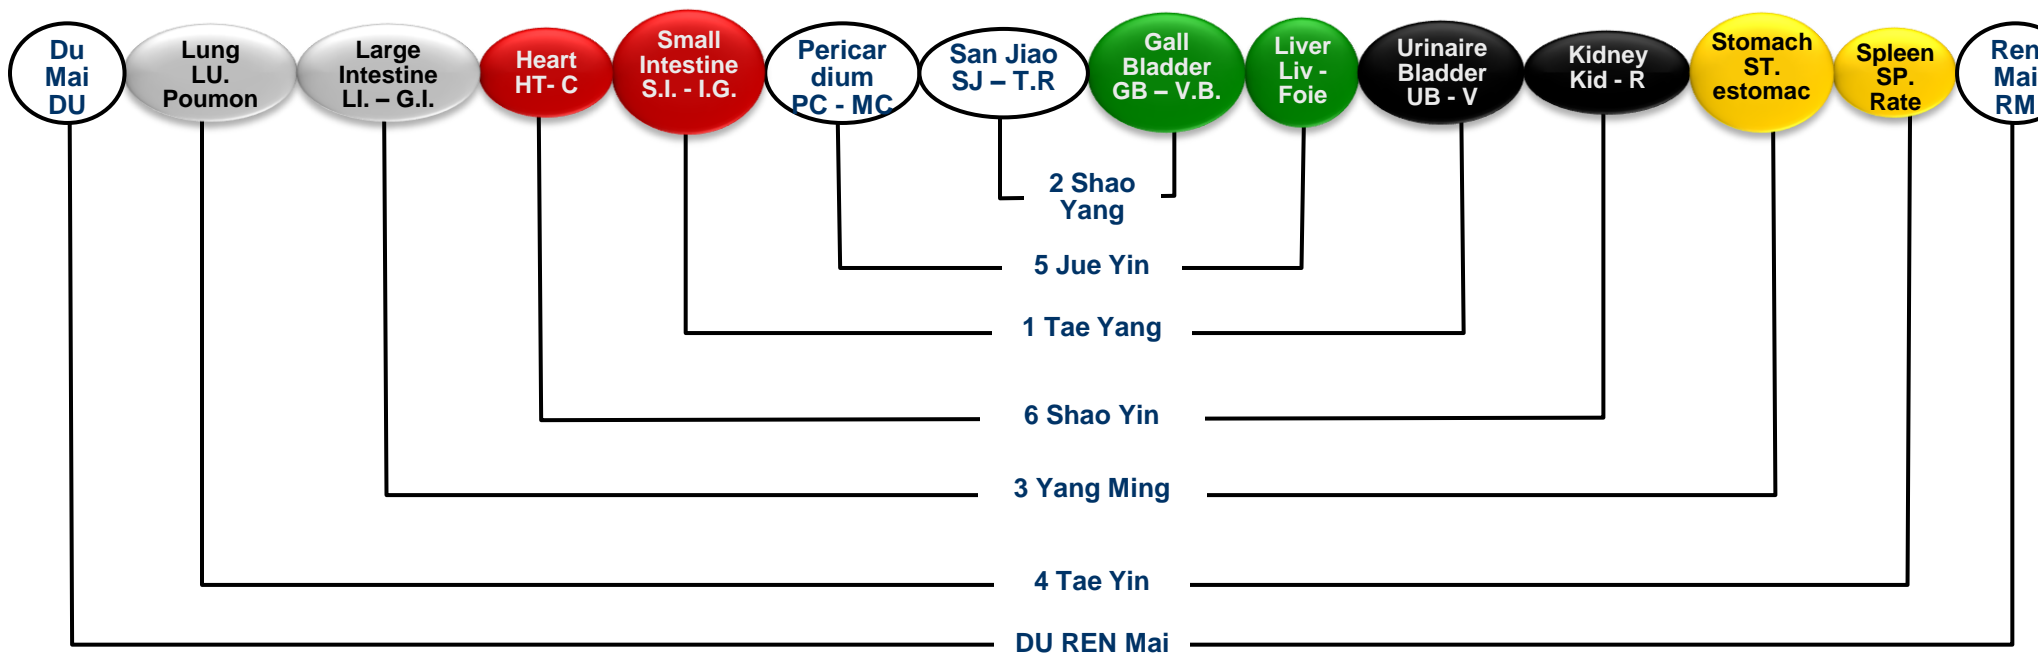 Du
Mai
DU
Lung
LU.
Poumon
Large
Intestine
LI. – G.I.
Heart
HT- C
Small
Intestine
S.I. - I.G.
Pericar
dium
PC - MC
San Jiao
SJ – T.R
Gall
Bladder
GB – V.B.
Liver
Liv -
Foie
Urinaire
Bladder
UB - V
Kidney
Kid - R
Stomach
ST.
estomac
Spleen
SP.
Rate
Ren
Mai
RM
2 Shao
Yang
5 Jue Yin
1 Tae Yang
6 Shao Yin
3 Yang Ming
4 Tae Yin
DU REN Mai